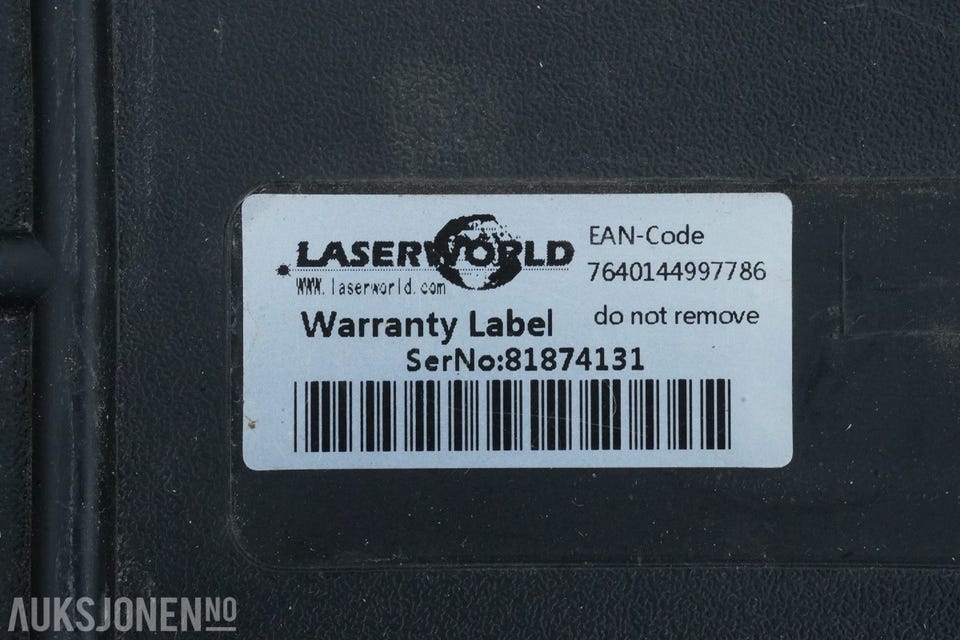 LASERWORLD
WWW.laserworld.com
Warranty Label
EAN-Code
7640144997786
do not remove
SerNo:81874131
AUKSJONEN.NO